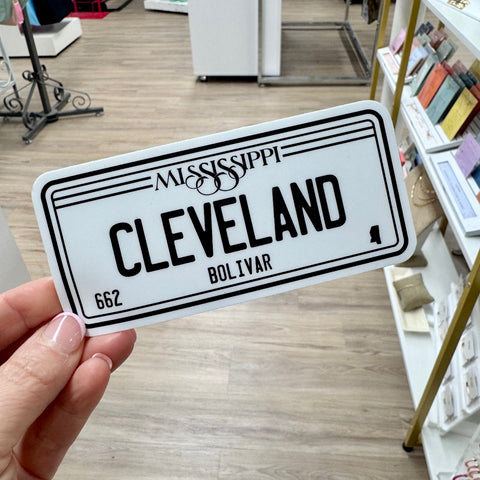 MISSISSIPPI
CLEVELAND
BOLIVAR
662